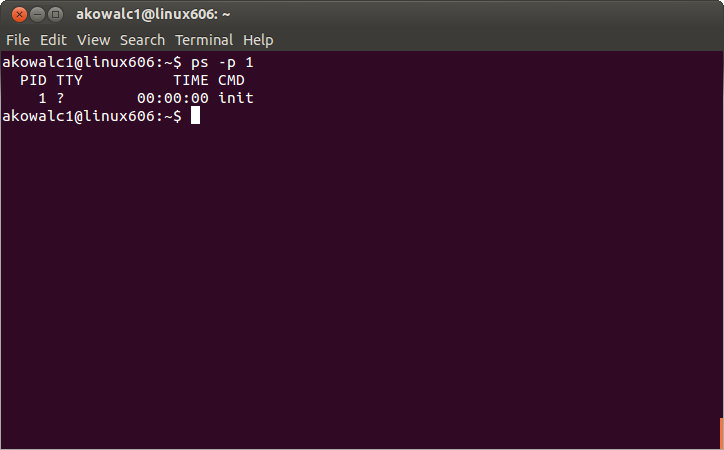 akowalc1@linux606: ~
File Edit View Search Terminal Help
akowalc1@linux606:~$ ps -p 1
  PID TTY          TIME CMD
    1 ?        00:00:00 init
akowalc1@linux606:~$